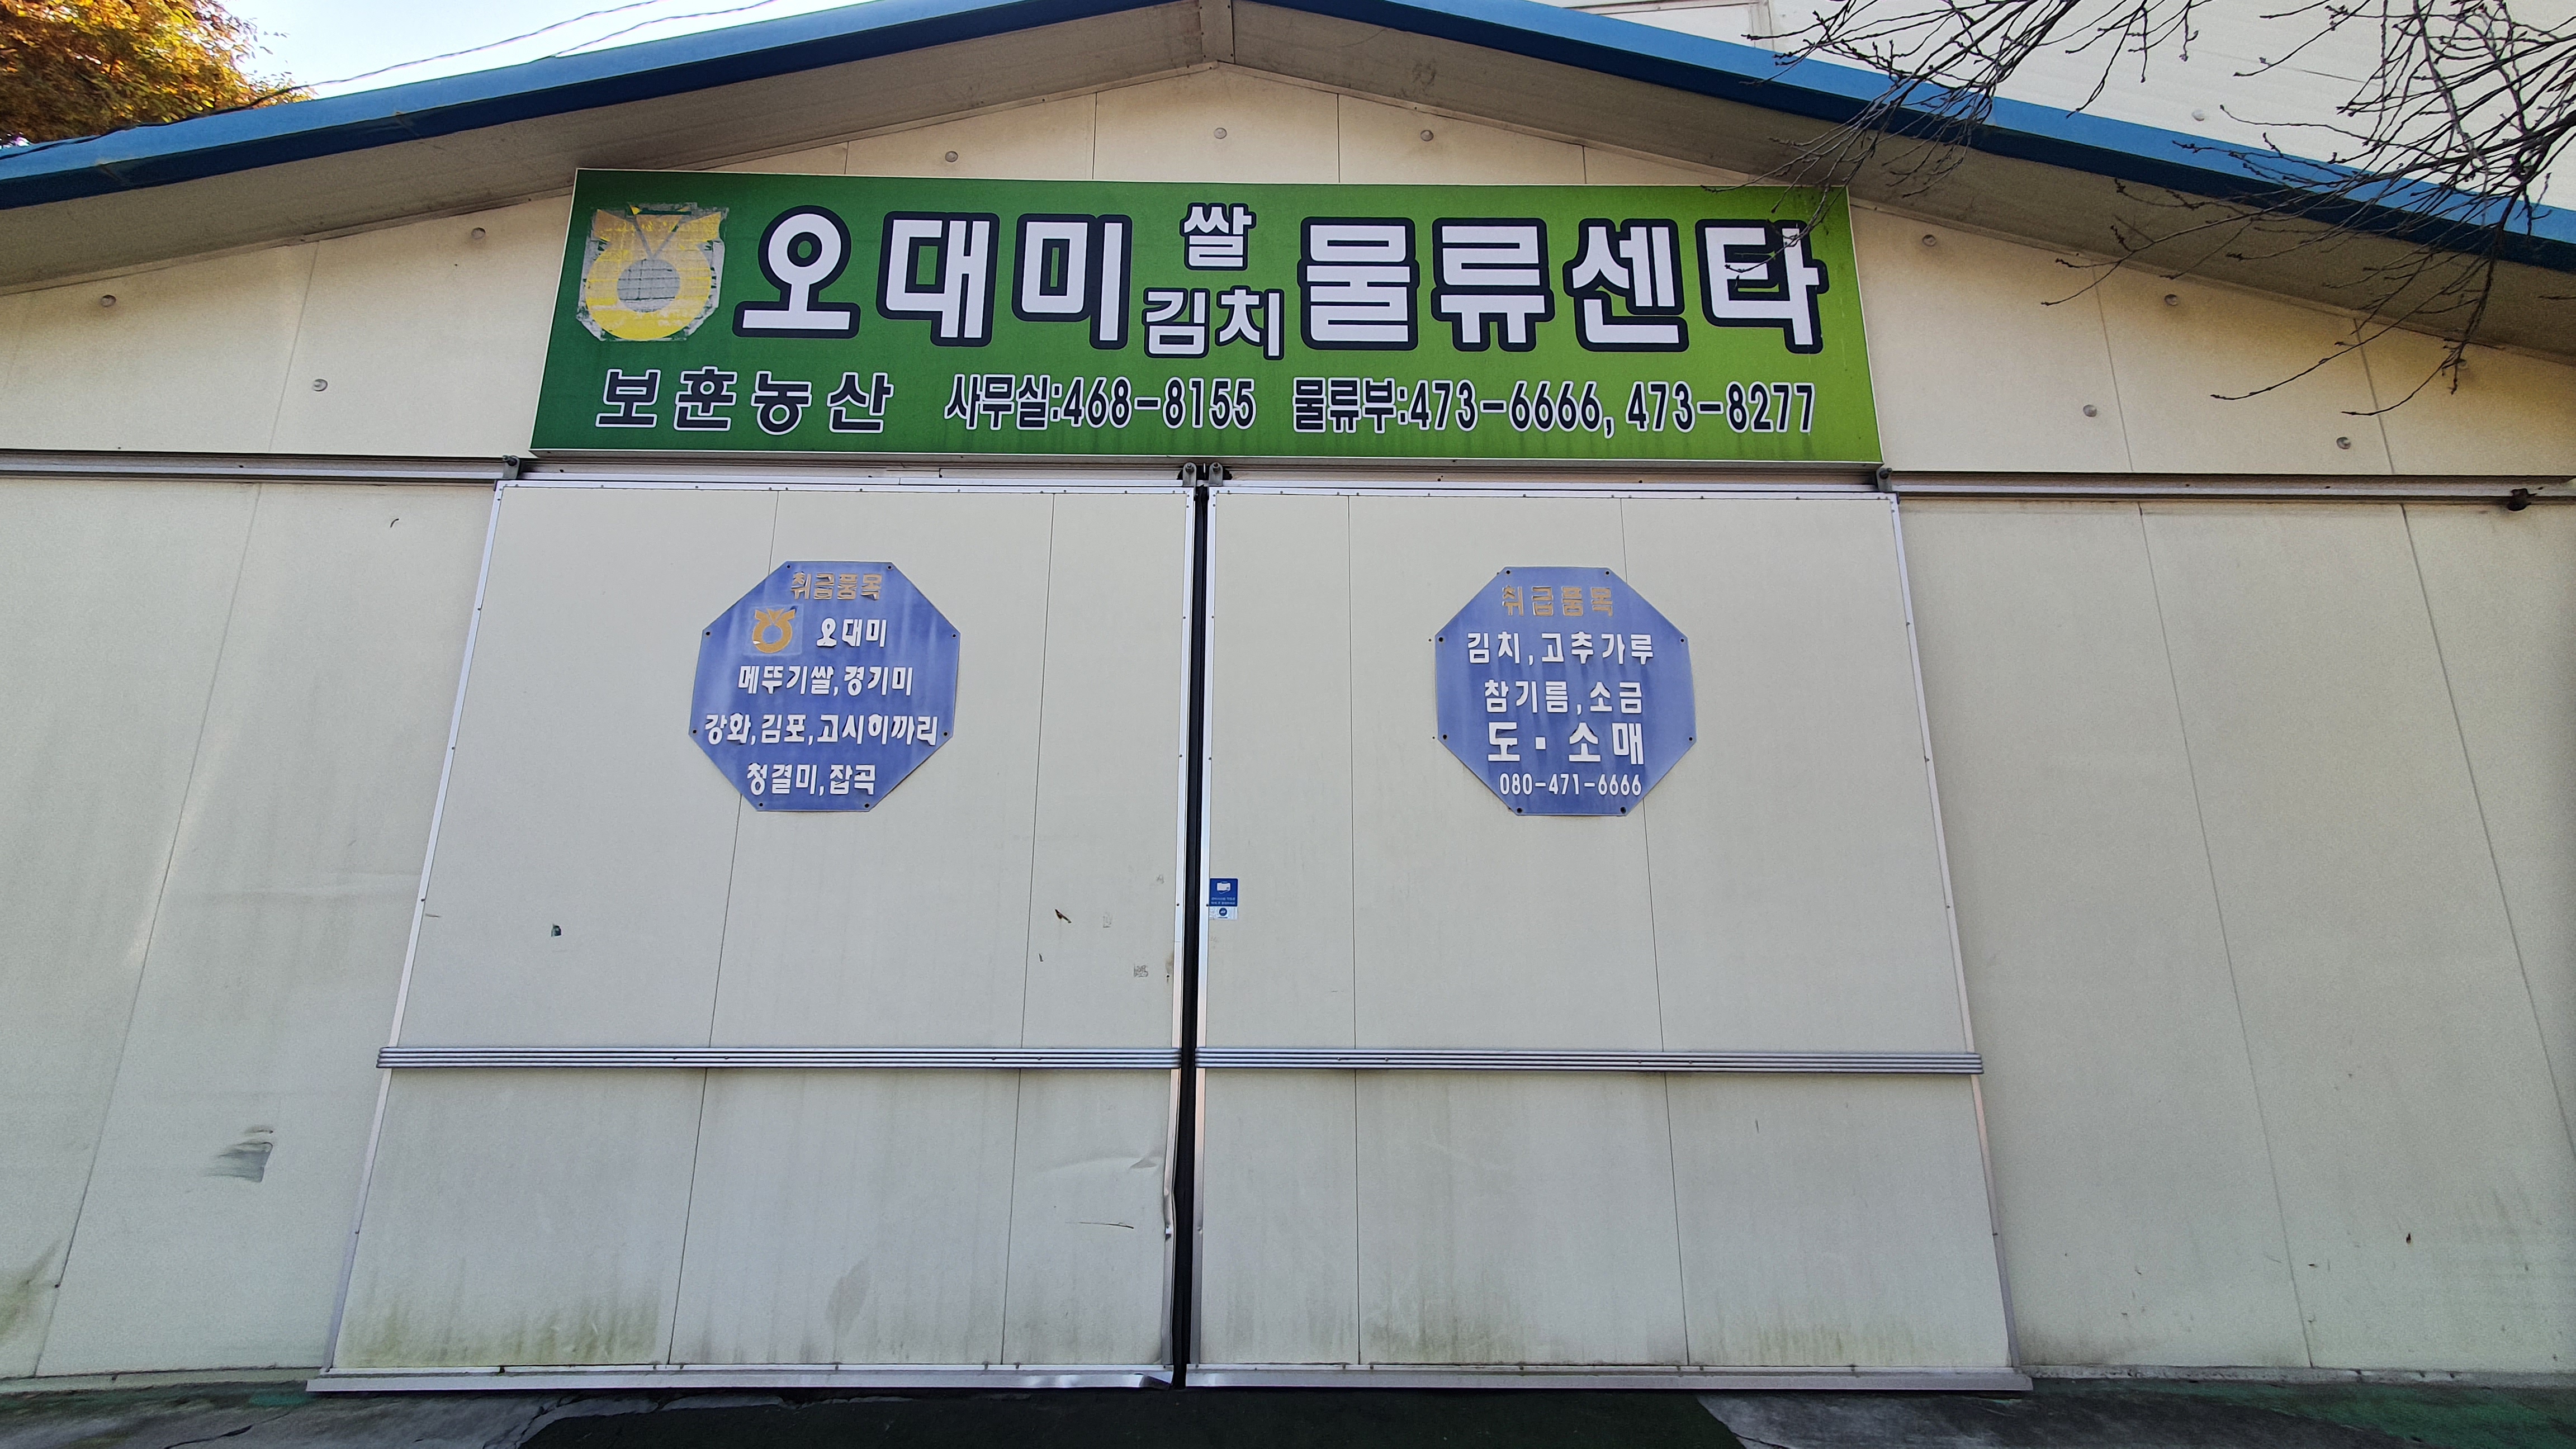 오대미 쌀 김치 물류센타
보훈농산 사무실:468-8155 물류부:473-6666, 473-8277
취급품목
오대미
메뚜기쌀,경기미
강화,김포,고시히까리
청결미,잡곡
취급품목
김치,고추가루
참기름,소금
도·소매
080-471-6666